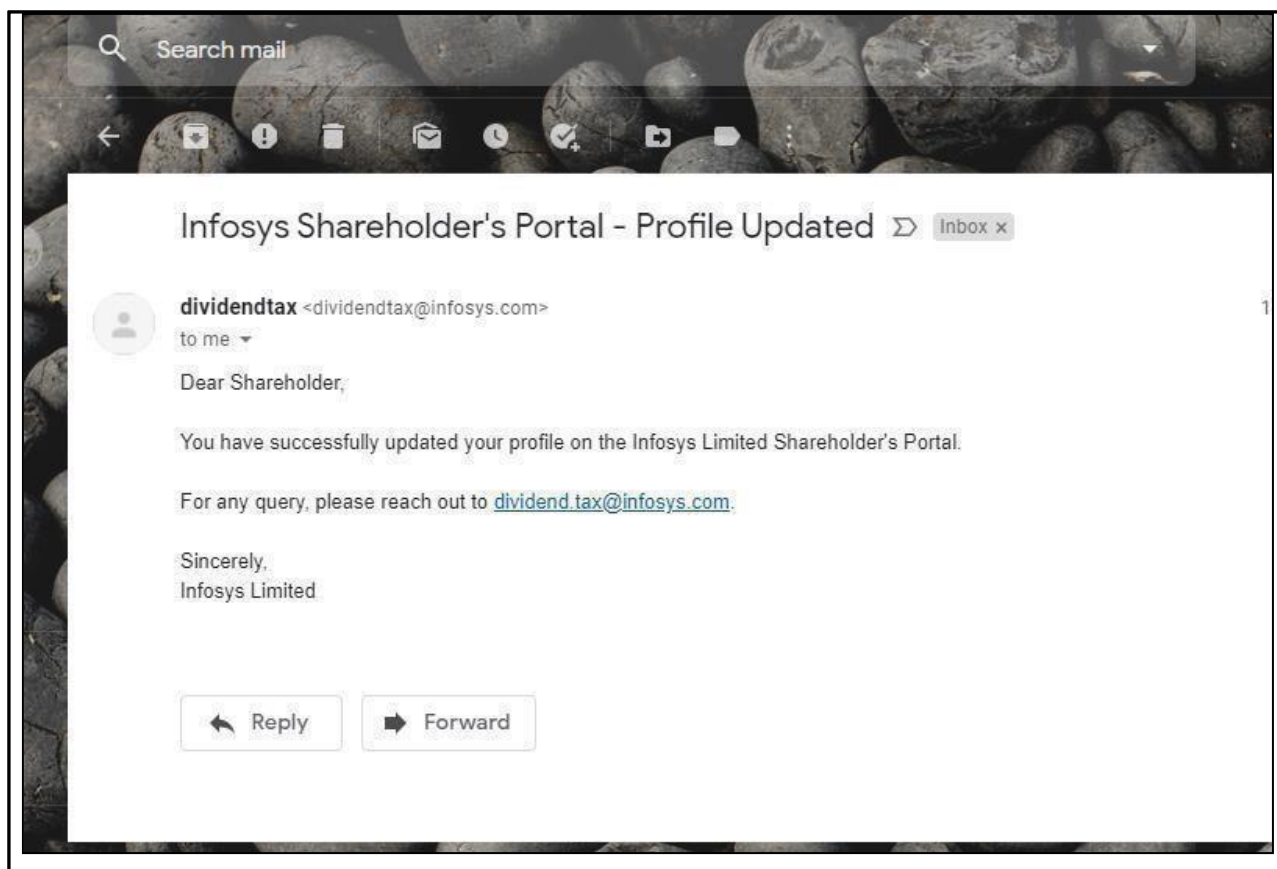 Search mail
Infosys Shareholder's Portal - Profile Updated Inbox x
dividendtax <dividendtax@infosys.com>
1
to me
Dear Shareholder,
You have successfully updated your profile on the Infosys Limited Shareholder's Portal.
For any query, please reach out to dividend.tax@infosys.com.
Sincerely,
Infosys Limited
Reply Forward